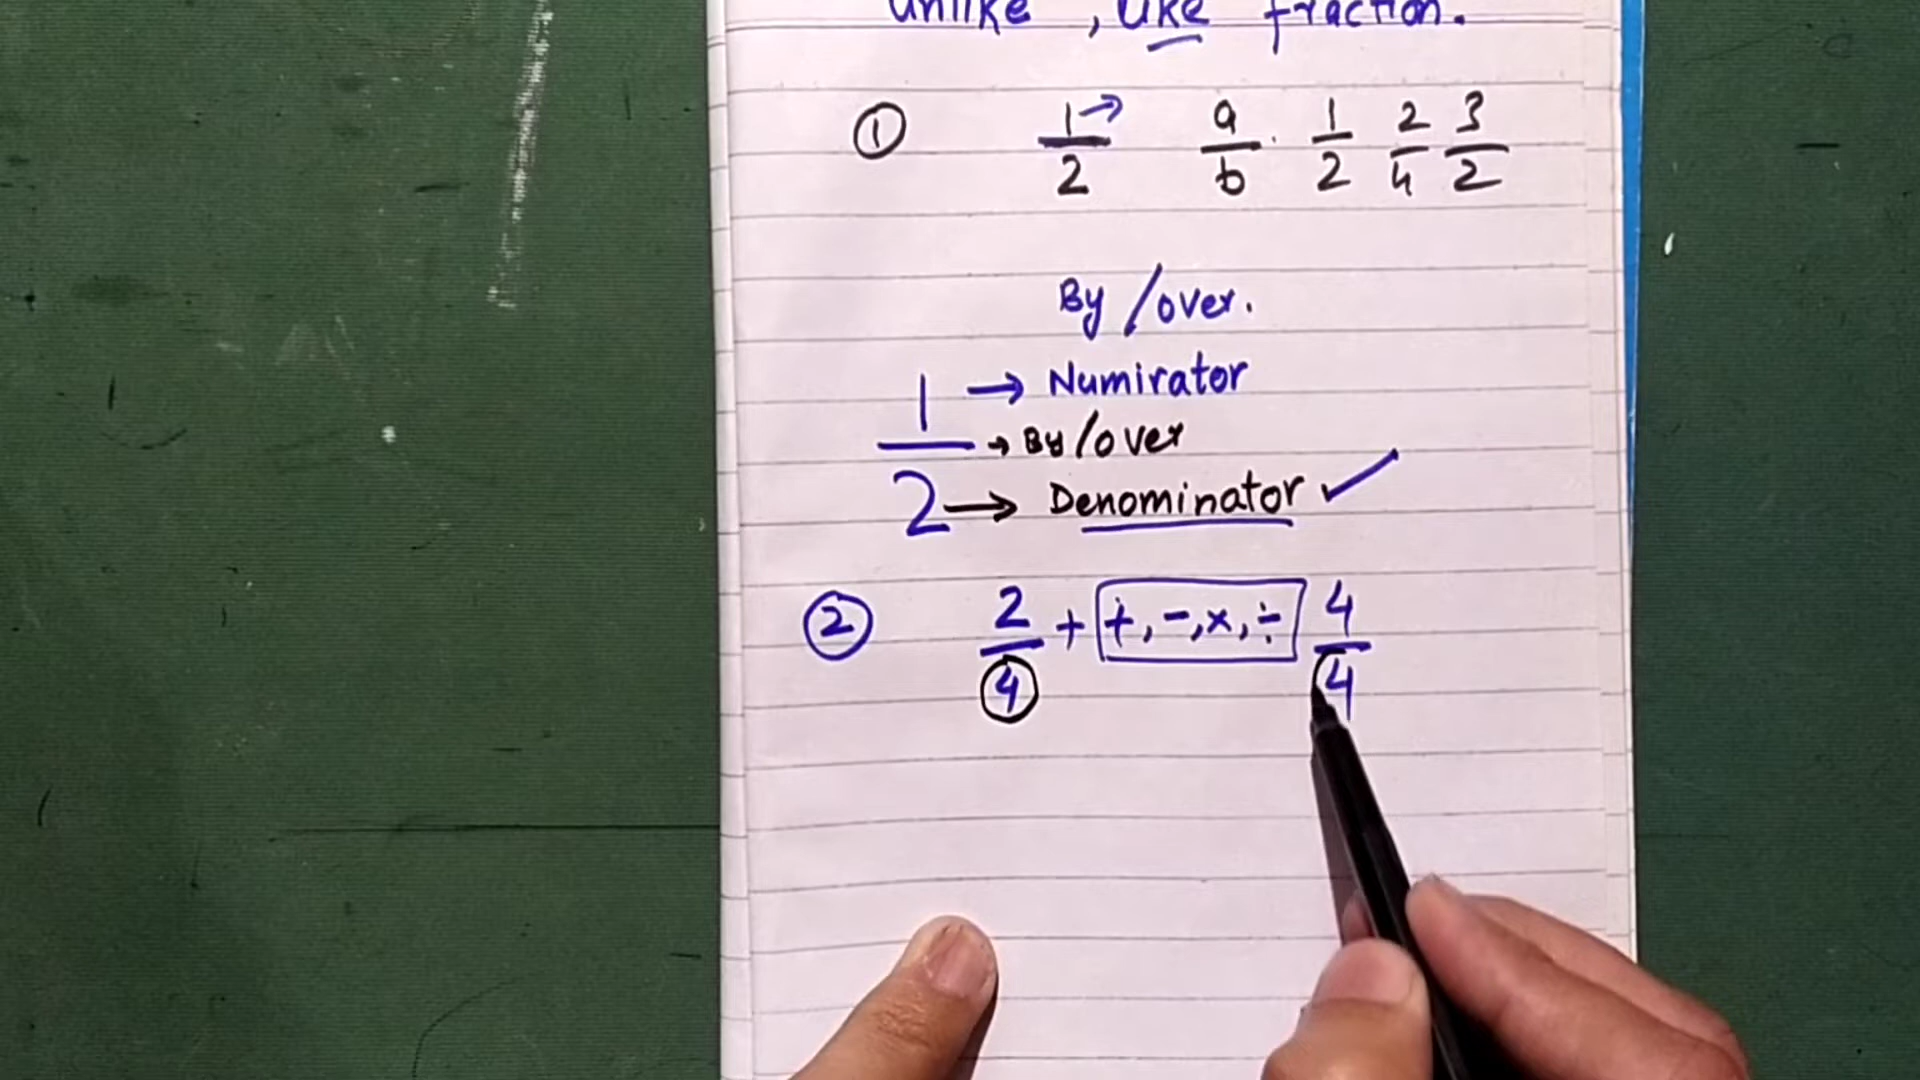 unlike , like fraction.
① 1/2 → a/b . 1/2 2/4 3/2
By /over.
1 → Numirator
→ By/over
2 → Denominator ✓
② 2/4 + +,-,×,÷ 4/4